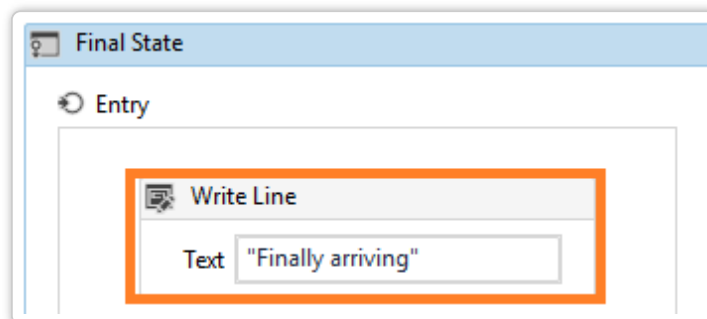 Final State
Entry
Write Line
Text "Finally arriving"